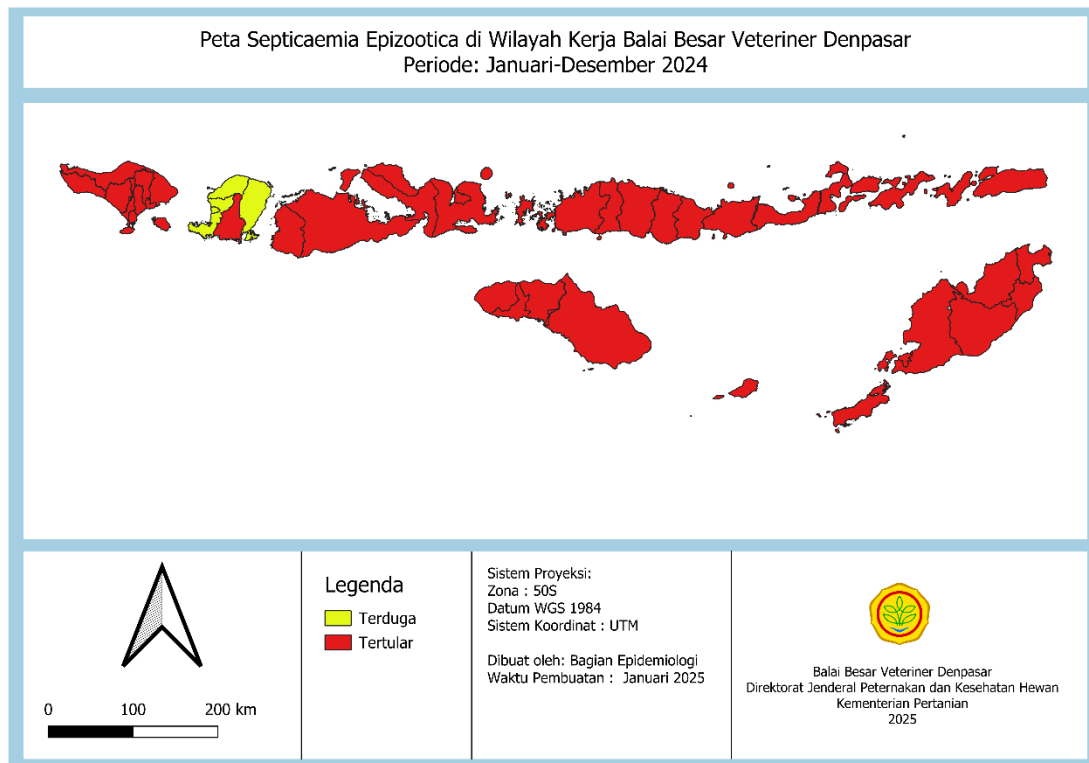 Peta Septicaemia Epizootica di Wilayah Kerja Balai Besar Veteriner Denpasar
Periode: Januari-Desember 2024
0 100 200 km
Legenda
Terduga
Tertular
Sistem Proyeksi:
Zona : 50S
Datum WGS 1984
Sistem Koordinat : UTM
Dibuat oleh: Bagian Epidemiologi
Waktu Pembuatan : Januari 2025
Balai Besar Veteriner Denpasar
Direktorat Jenderal Peternakan dan Kesehatan Hewan
Kementerian Pertanian
2025